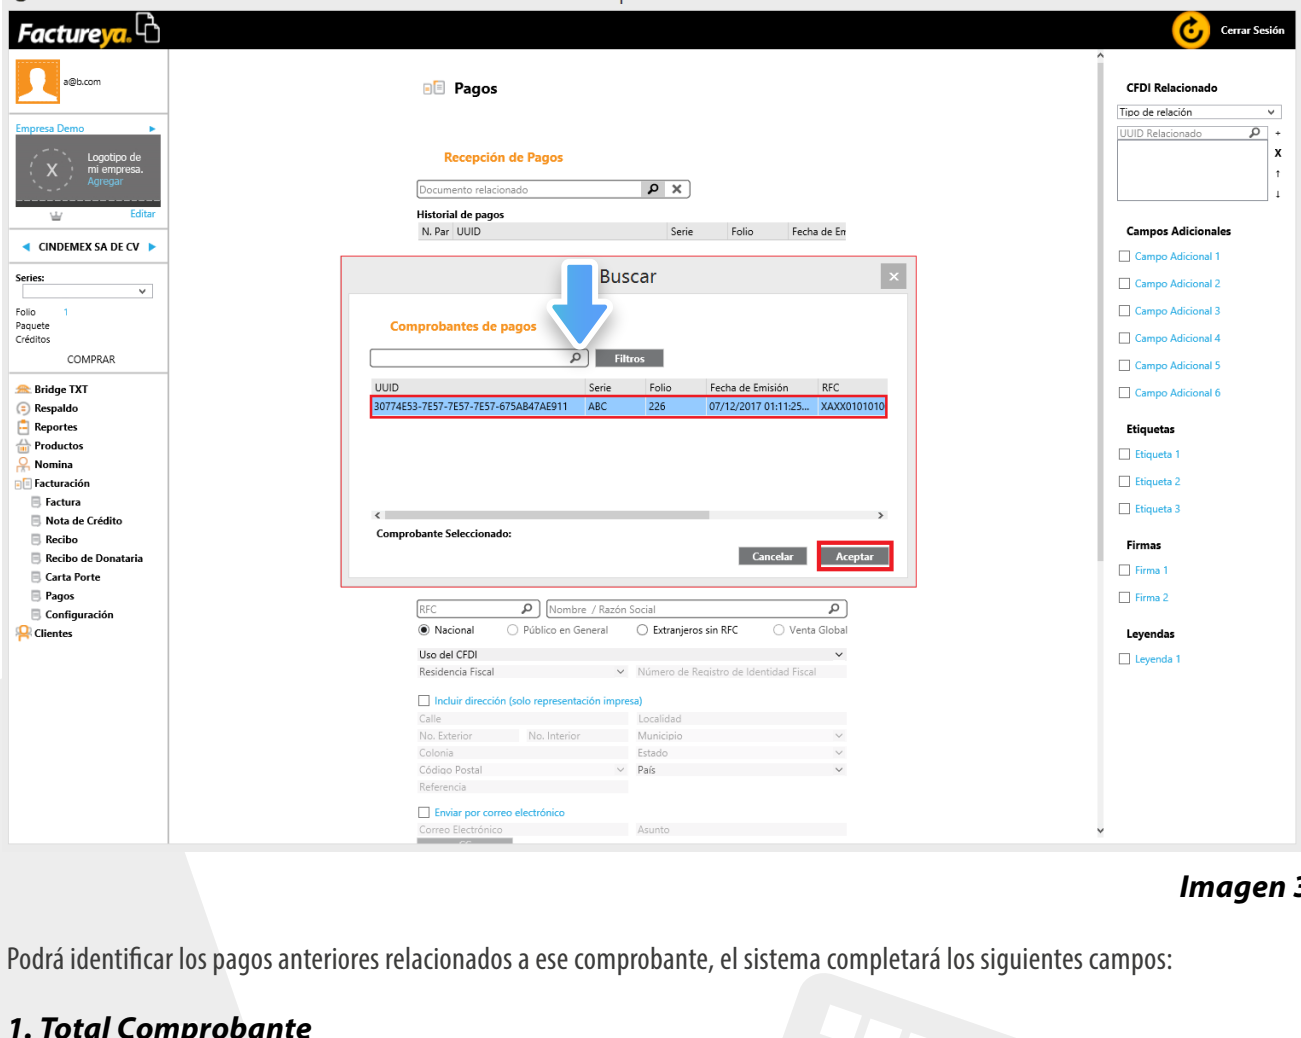 Factureya.
Cerrar Sesión
a@b.com
Empresa Demo
X
Logotipo de
mi empresa.
Agregar
Editar
CINDEMEX SA DE CV
Series:
Folio 1
Paquete
Créditos
COMPRAR
Bridge TXT
Respaldo
Reportes
Productos
Nomina
Facturación
Factura
Nota de Crédito
Recibo
Recibo de Donataria
Carta Porte
Pagos
Configuración
Clientes
Pagos
Recepción de Pagos
Documento relacionado
Historial de pagos
N. Par UUID Serie Folio Fecha de Em
Buscar
Comprobantes de pagos
Filtros
UUID Serie Folio Fecha de Emisión RFC
30774E53-7E57-7E57-7E57-675AB47AE911 ABC 226 07/12/2017 01:11:25... XAXX0101010
Comprobante Seleccionado:
Cancelar Aceptar
RFC Nombre / Razón Social
Nacional Público en General Extranjeros sin RFC Venta Global
Uso del CFDI
Residencia Fiscal Número de Registro de Identidad Fiscal
Incluir dirección (solo representación impresa)
Calle Localidad
No. Exterior No. Interior Municipio
Colonia Estado
Código Postal País
Referencia
Enviar por correo electrónico
Correo Electrónico Asunto
CFDI Relacionado
Tipo de relación
UUID Relacionado
+
X
↑
↓
Campos Adicionales
Campo Adicional 1
Campo Adicional 2
Campo Adicional 3
Campo Adicional 4
Campo Adicional 5
Campo Adicional 6
Etiquetas
Etiqueta 1
Etiqueta 2
Etiqueta 3
Firmas
Firma 1
Firma 2
Leyendas
Leyenda 1
Imagen 3
Podrá identificar los pagos anteriores relacionados a ese comprobante, el sistema completará los siguientes campos:
1. Total Comprobante